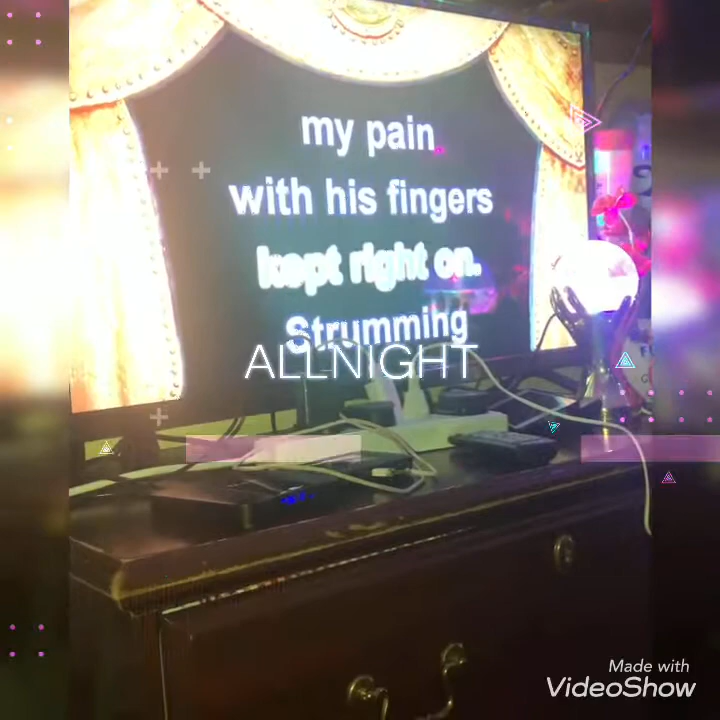 my pain
with his fingers
kept right on.
Strumming
ALLNIGHT
Made with
VideoShow